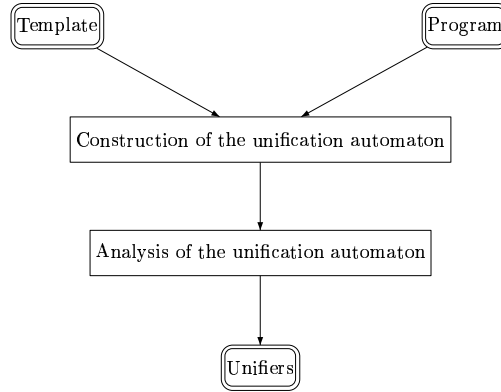 Template
Program
Construction of the unification automaton
Analysis of the unification automaton
Unifiers